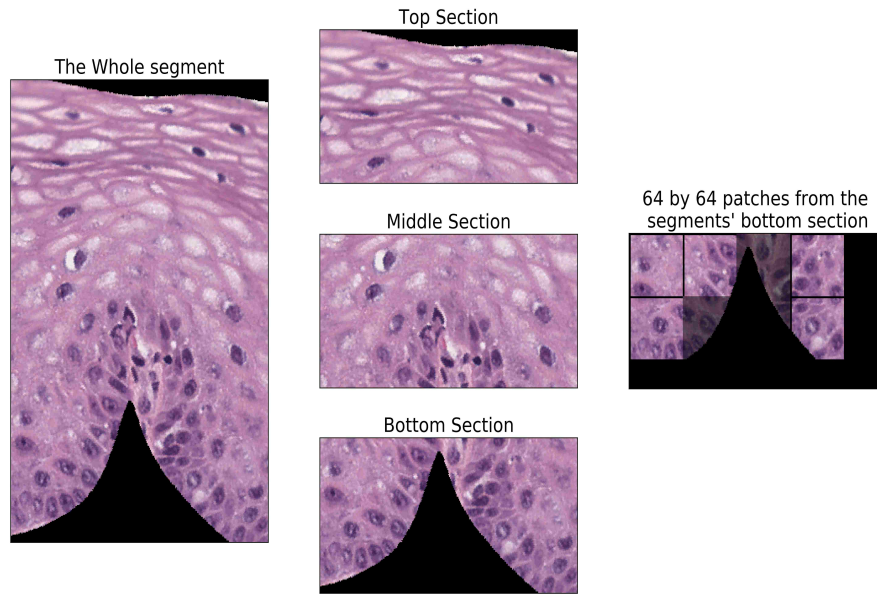 The Whole segment
Top Section
Middle Section
Bottom Section
64 by 64 patches from the
segments' bottom section